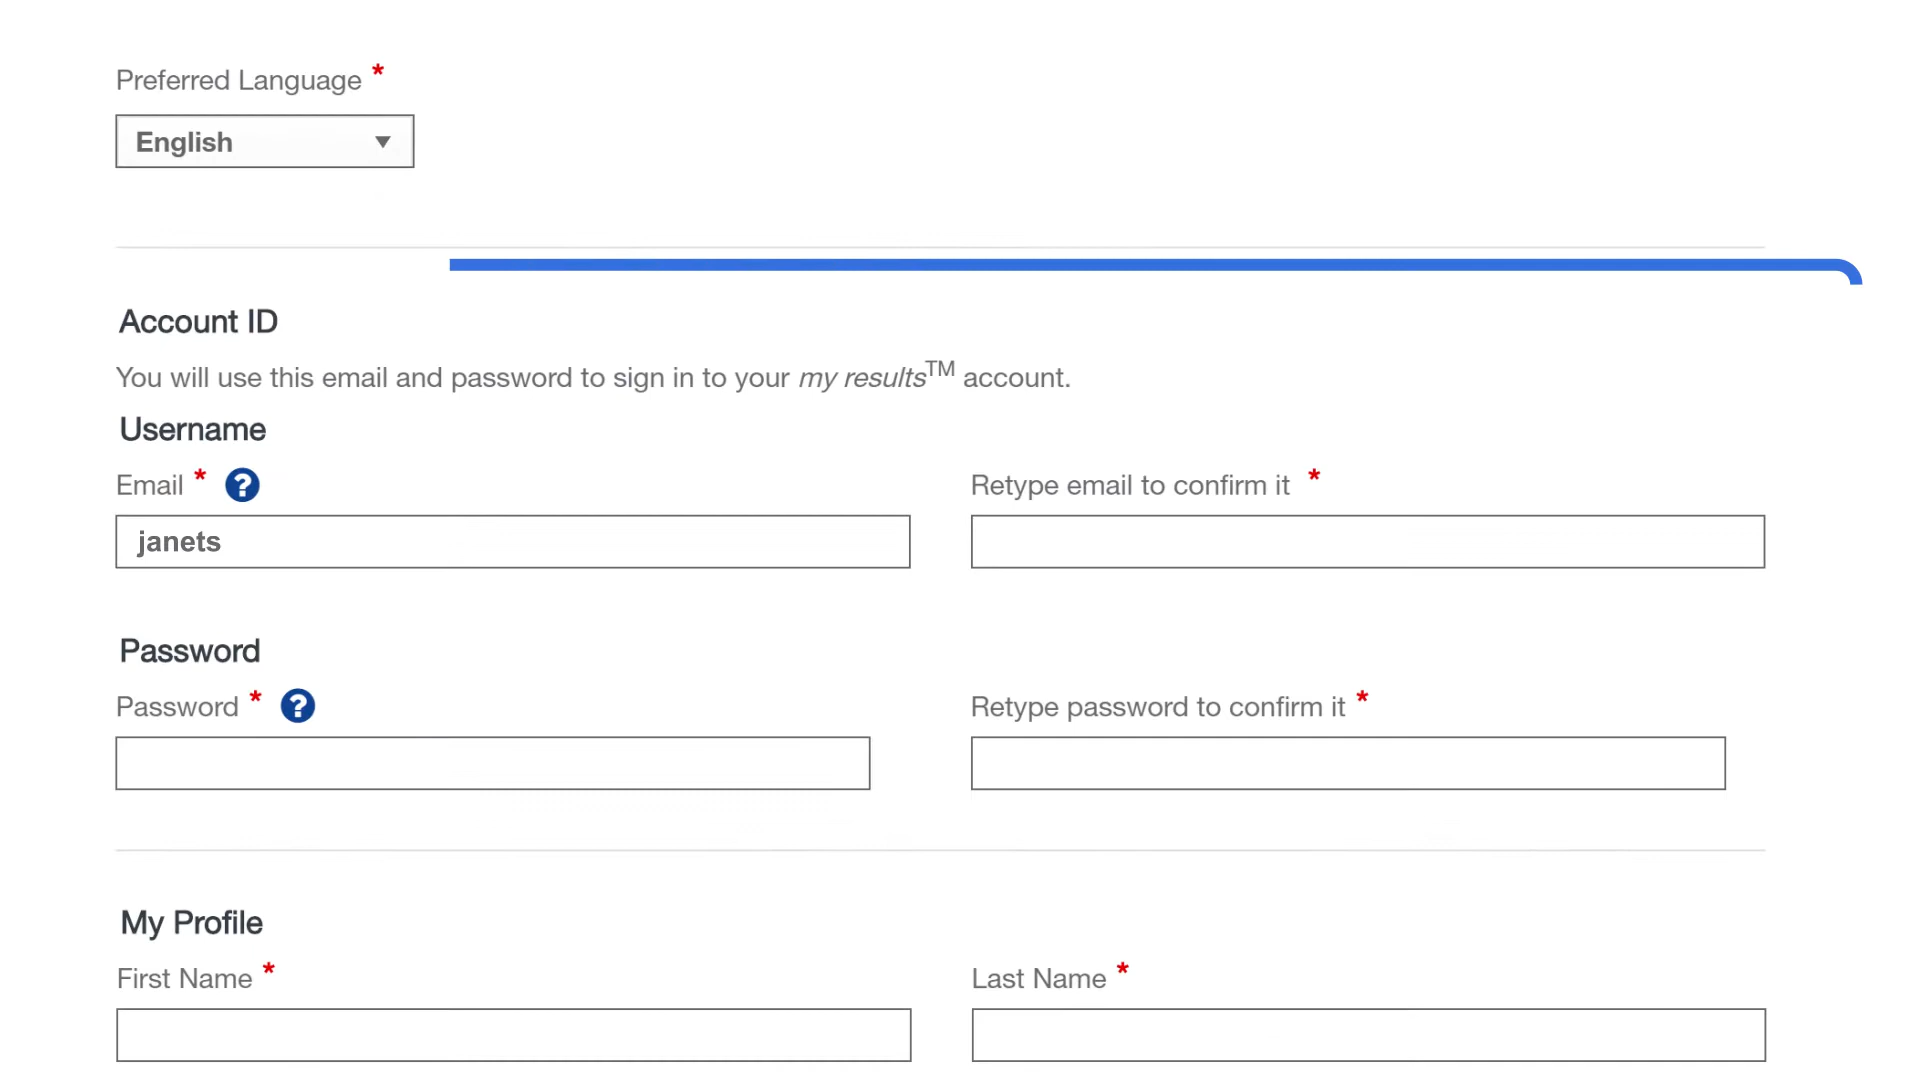 Preferred Language *
English
Account ID
You will use this email and password to sign in to your my results™ account.
Username
Email * ?
Retype email to confirm it *
janets
Password
Password * ?
Retype password to confirm it *
My Profile
First Name *
Last Name *